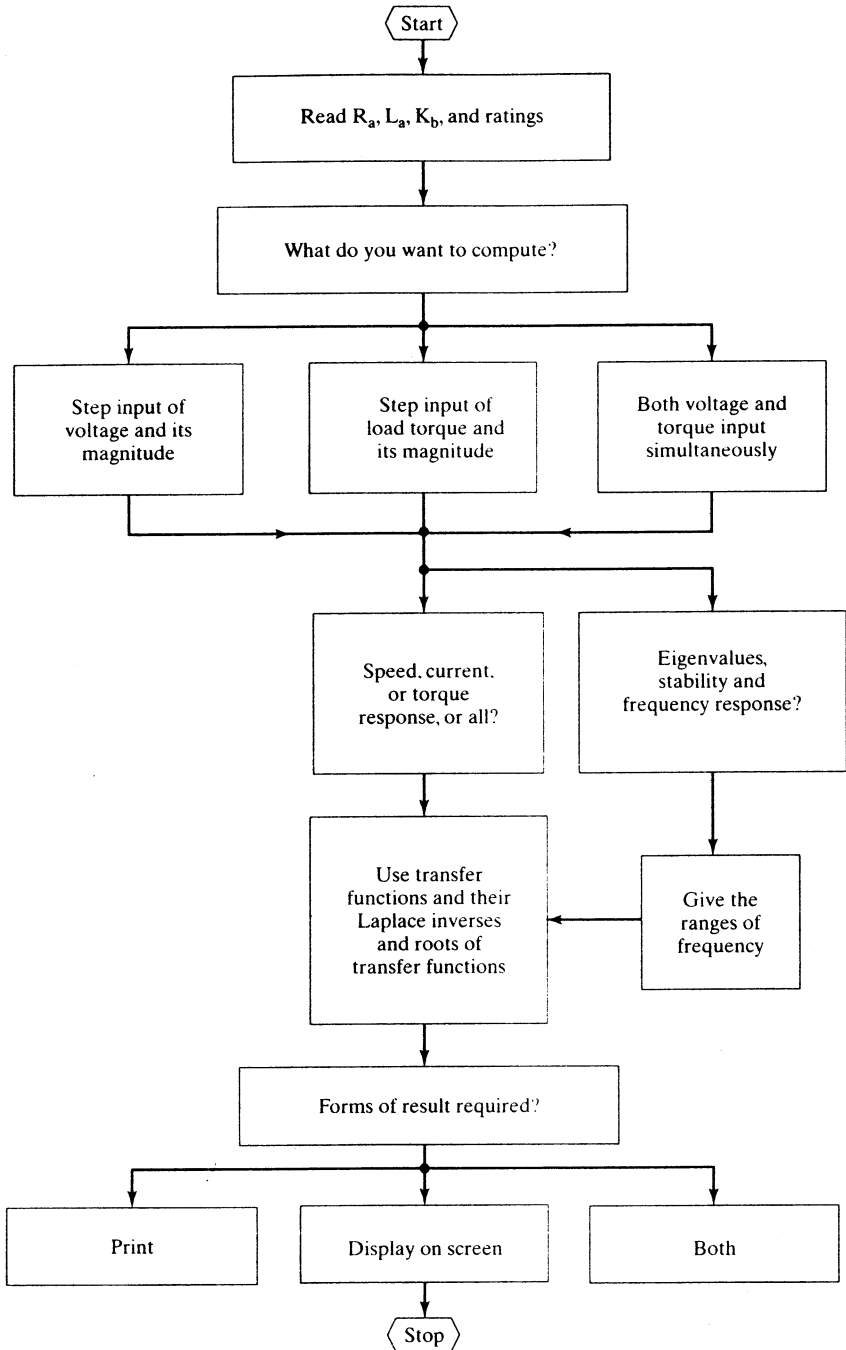 Start
Read Rₐ, Lₐ, K_b, and ratings
What do you want to compute?
Step input of
voltage and its
magnitude
Step input of
load torque and
its magnitude
Both voltage and
torque input
simultaneously
Speed, current,
or torque
response, or all?
Eigenvalues,
stability and
frequency response?
Use transfer
functions and their
Laplace inverses
and roots of
transfer functions
Give the
ranges of
frequency
Forms of result required?
Print
Display on screen
Both
Stop